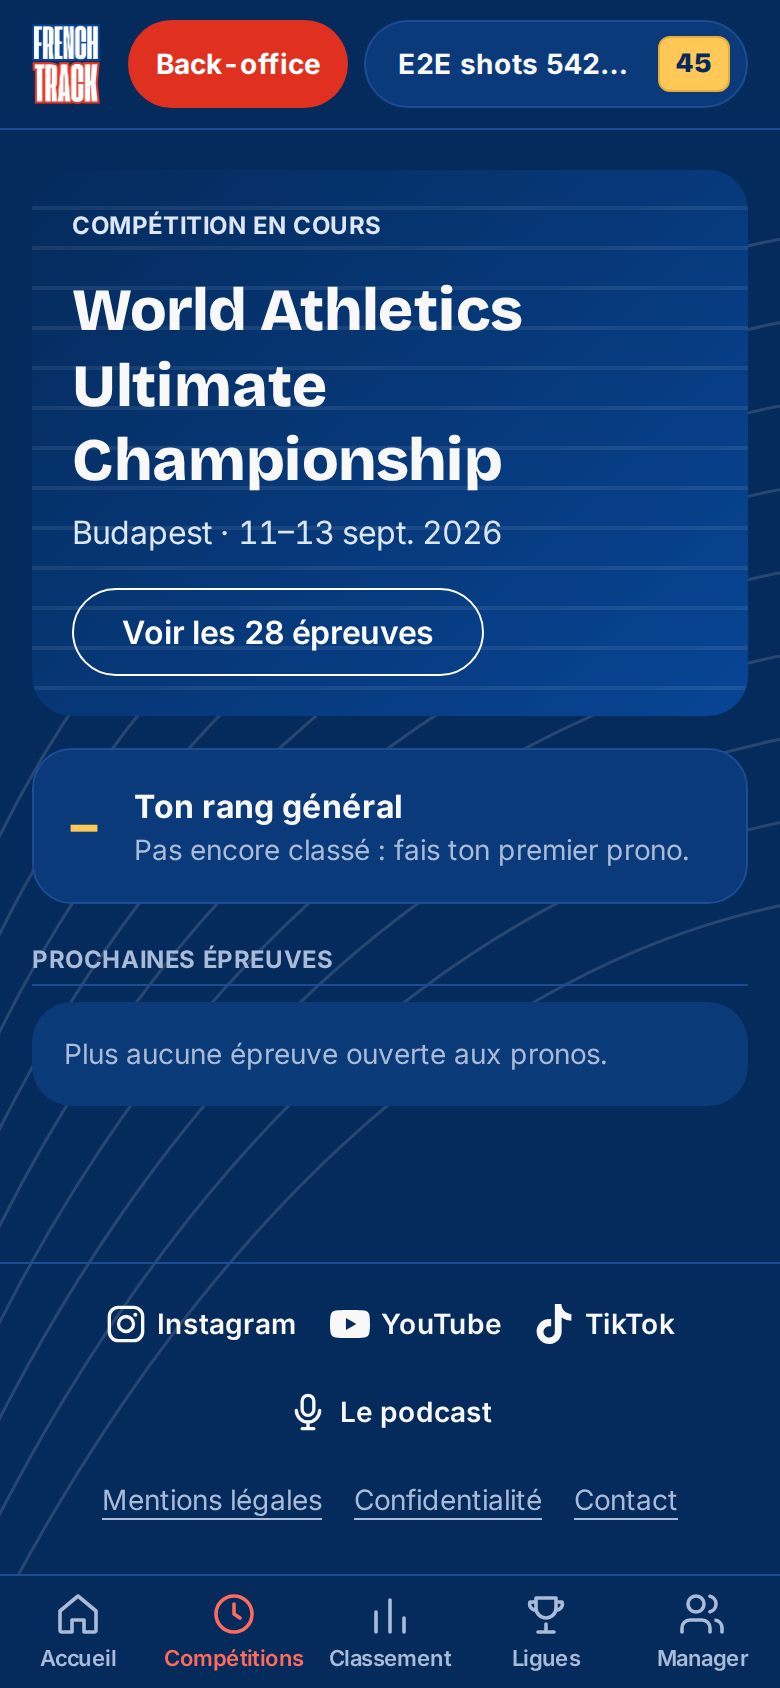 FRENCH
TRACK
Back-office
E2E shots 542...
45
COMPÉTITION EN COURS
World Athletics
Ultimate
Championship
Budapest · 11–13 sept. 2026
Voir les 28 épreuves
–
Ton rang général
Pas encore classé : fais ton premier prono.
PROCHAINES ÉPREUVES
Plus aucune épreuve ouverte aux pronos.
Instagram
YouTube
TikTok
Le podcast
Mentions légales
Confidentialité
Contact
Accueil
Compétitions
Classement
Ligues
Manager